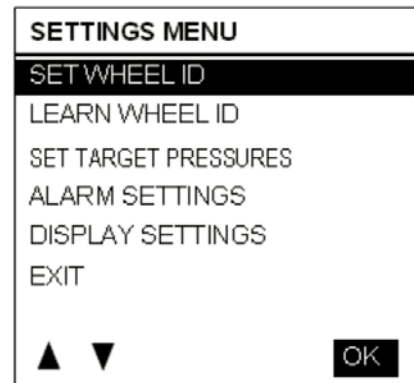 SETTINGS MENU
SET WHEEL ID
LEARN WHEEL ID
SET TARGET PRESSURES
ALARM SETTINGS
DISPLAY SETTINGS
EXIT
▲ ▼ OK